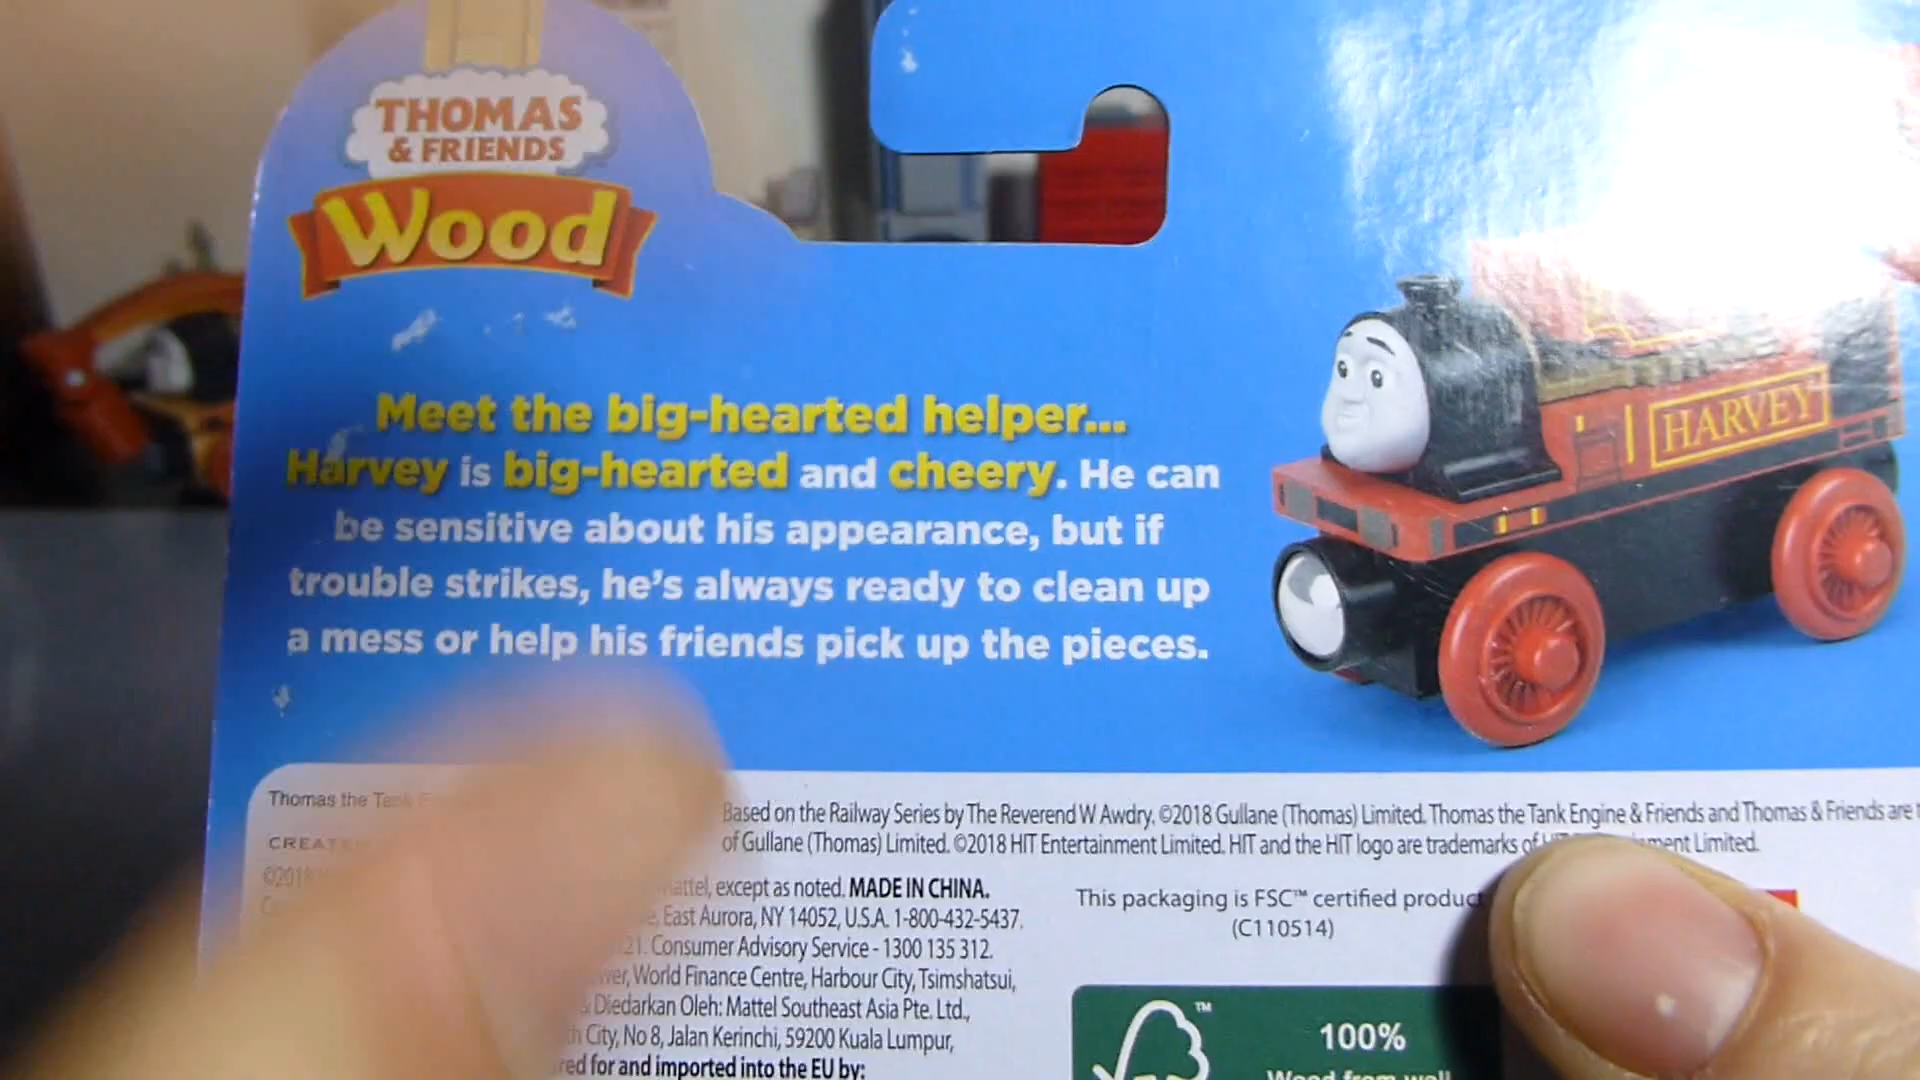 THOMAS
& FRIENDS
Wood
Meet the big-hearted helper...
Harvey is big-hearted and cheery. He can
be sensitive about his appearance, but if
trouble strikes, he's always ready to clean up
a mess or help his friends pick up the pieces.
HARVEY
Thomas the Tank
Based on the Railway Series by The Reverend W Awdry. ©2018 Gullane (Thomas) Limited. Thomas the Tank Engine & Friends and Thomas & Friends are
of Gullane (Thomas) Limited. ©2018 HIT Entertainment Limited. HIT and the HIT logo are trademarks of Limited.
except as noted. MADE IN CHINA.
East Aurora, NY 14052, U.S.A. 1-800-432-5437.
Consumer Advisory Service - 1300 135 312.
World Finance Centre, Harbour City, Tsimshatsui,
Diedarkan Oleh: Mattel Southeast Asia Pte. Ltd.,
City, No 8, Jalan Kerinchi, 59200 Kuala Lumpur,
for and imported into the EU by:
This packaging is FSC™ certified product
(C110514)
TM
100%
Wood from well